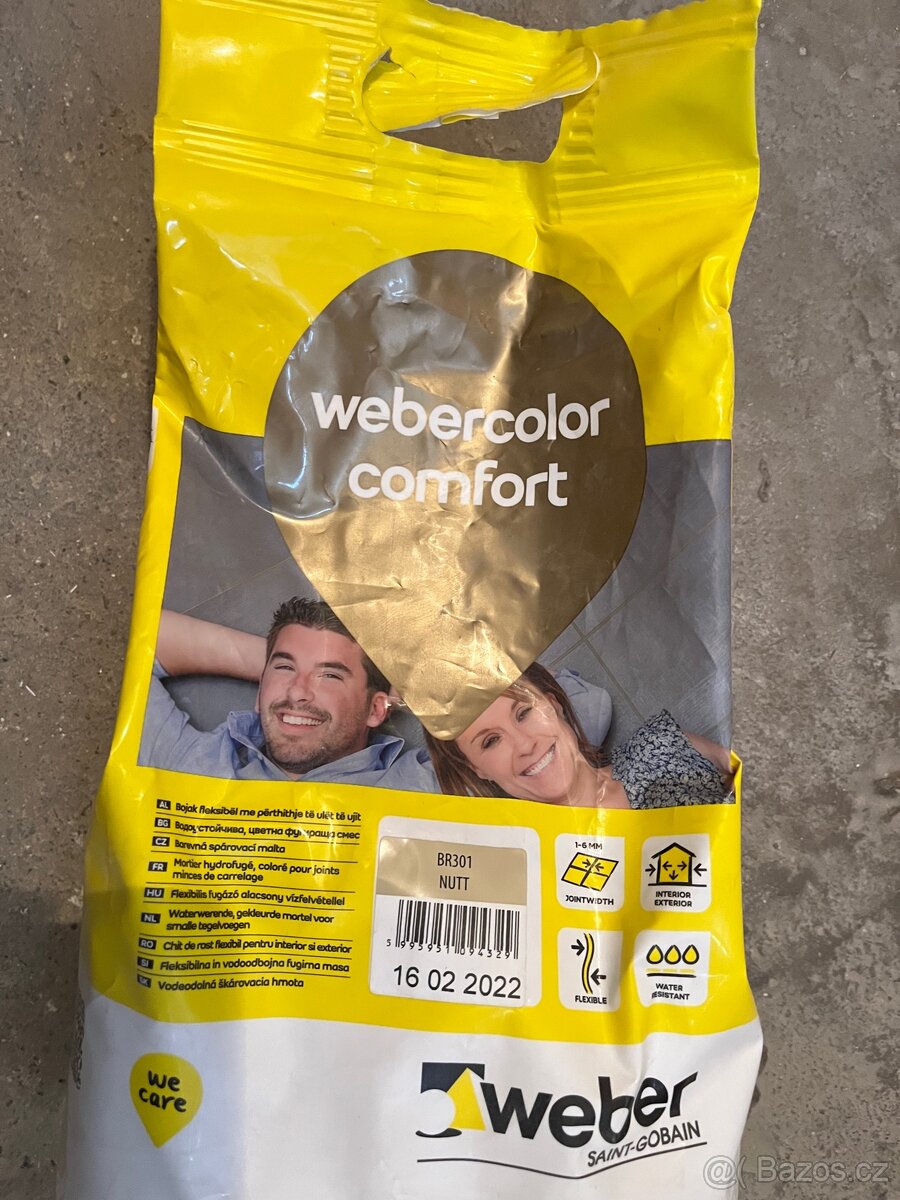 webercolor
comfort
AL Bojak fleksibël me përthithje të ulët të ujit
BG Водоустойчива, цветна фугираща смес
CZ Barevná spárovací malta
FR Mortier hydrofugé, coloré pour joints
minces de carrelage
HU Flexibilis fugázó alacsony vízfelvétellel
NL Waterwerende, gekleurde mortel voor
smalle tegelvoegen
RO Chit de rost flexibil pentru interior si exterior
SI Fleksibilna in vodoodbojna fugirna masa
SK Vodeodolná škárovacia hmota
BR301
NUTT
5 995951 094329
16 02 2022
1-6 MM
JOINTWIDTH
INTERIOR
EXTERIOR
FLEXIBLE
WATER
RESISTANT
we
care
weber
SAINT-GOBAIN
@( Bazos.cz